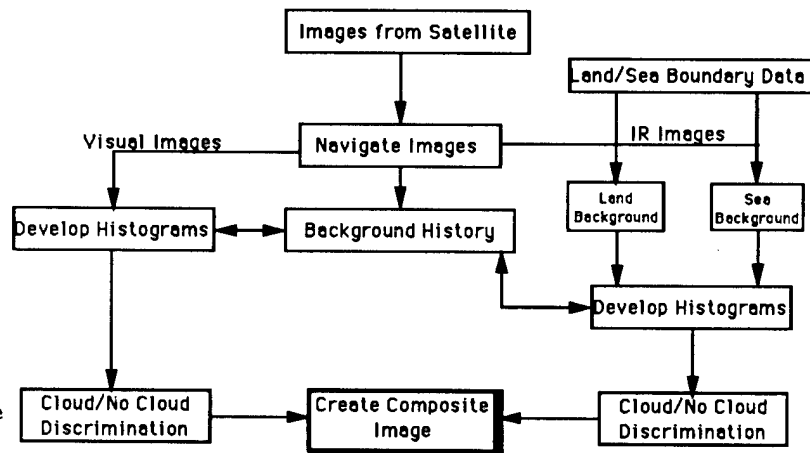 Images from Satellite
Land/Sea Boundary Data
Visual Images
Navigate Images
IR Images
Land
Background
Sea
Background
Develop Histograms
Background History
Develop Histograms
Cloud/No Cloud
Discrimination
Create Composite
Image
Cloud/No Cloud
Discrimination
e